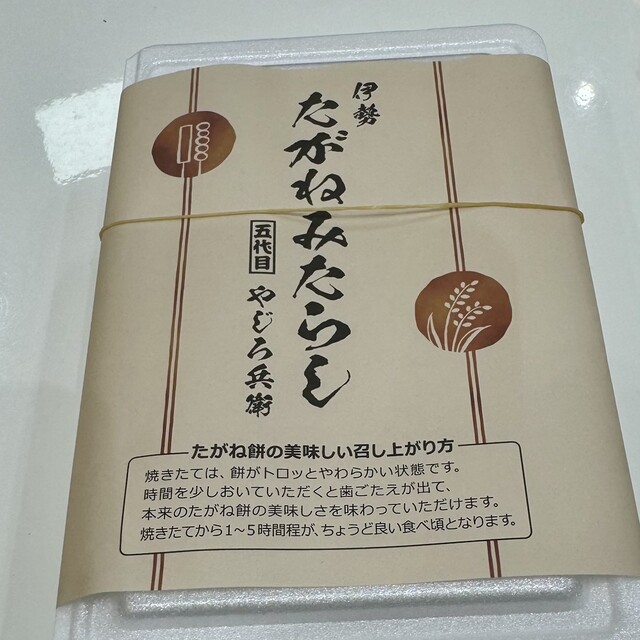 伊勢
たがねみたらし
五代目
やじろ兵衛
たがね餅の美味しい召し上がり方
焼きたては、餅がトロッとやわらかい状態です。
時間を少しおいていただくと歯ごたえが出て、
本来のたがね餅の美味しさを味わっていただけます。
焼きたてから1〜5時間程が、ちょうど良い食べ頃となります。